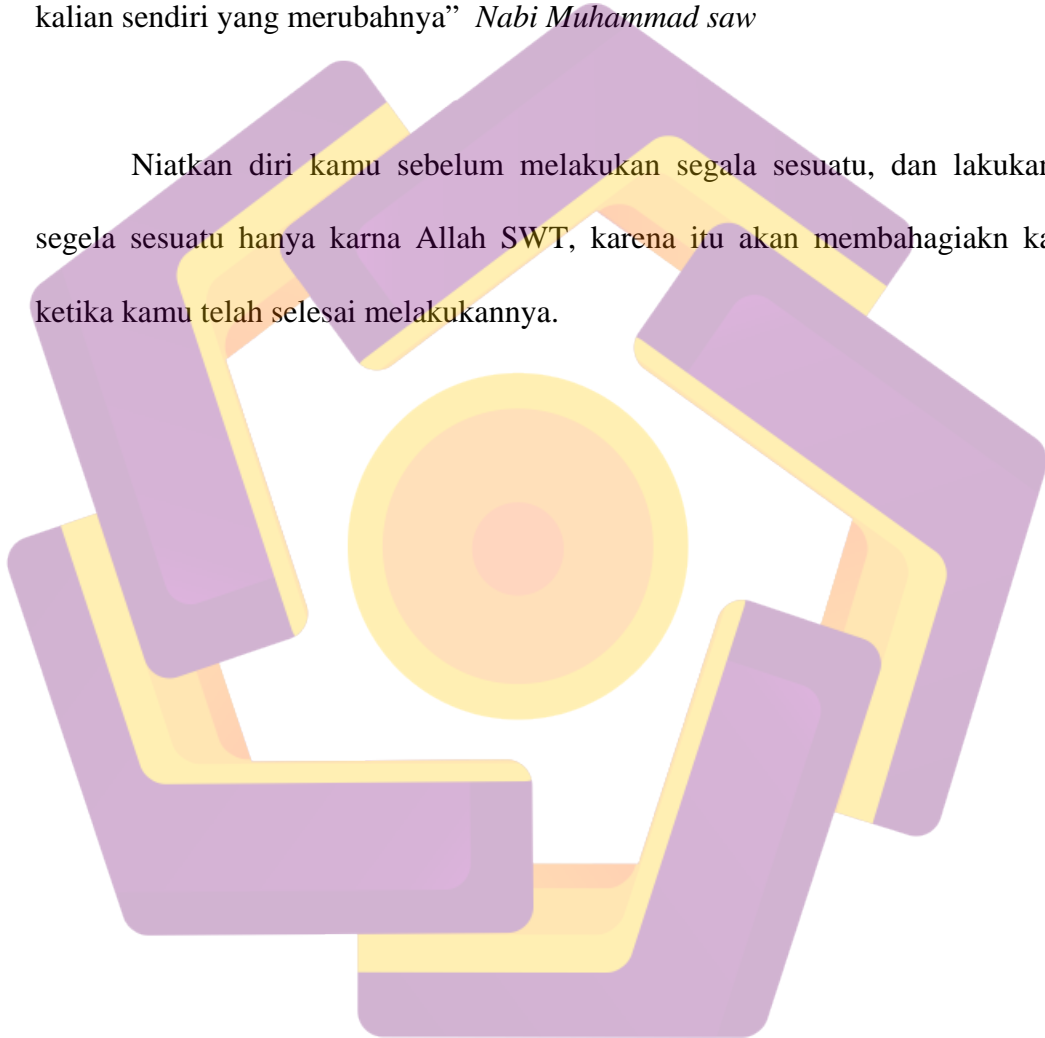 kalian sendiri yang merubahnya” Nabi Muhammad saw
Niatkan diri kamu sebelum melakukan segala sesuatu, dan lakukan
segela sesuatu hanya karna Allah SWT, karena itu akan membahagiakn
ketika kamu telah selesai melakukannya.